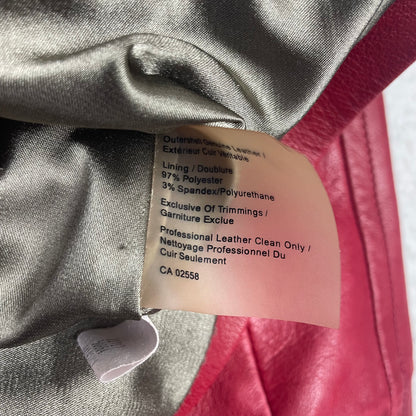 Outershell/Genuine Leather /
Extérieur Cuir Véritable
Lining / Doublure
97% Polyester
3% Spandex/Polyurethane
Exclusive Of Trimmings /
Garniture Exclue
Professional Leather Clean Only /
Nettoyage Professionnel Du
Cuir Seulement
CA 02558